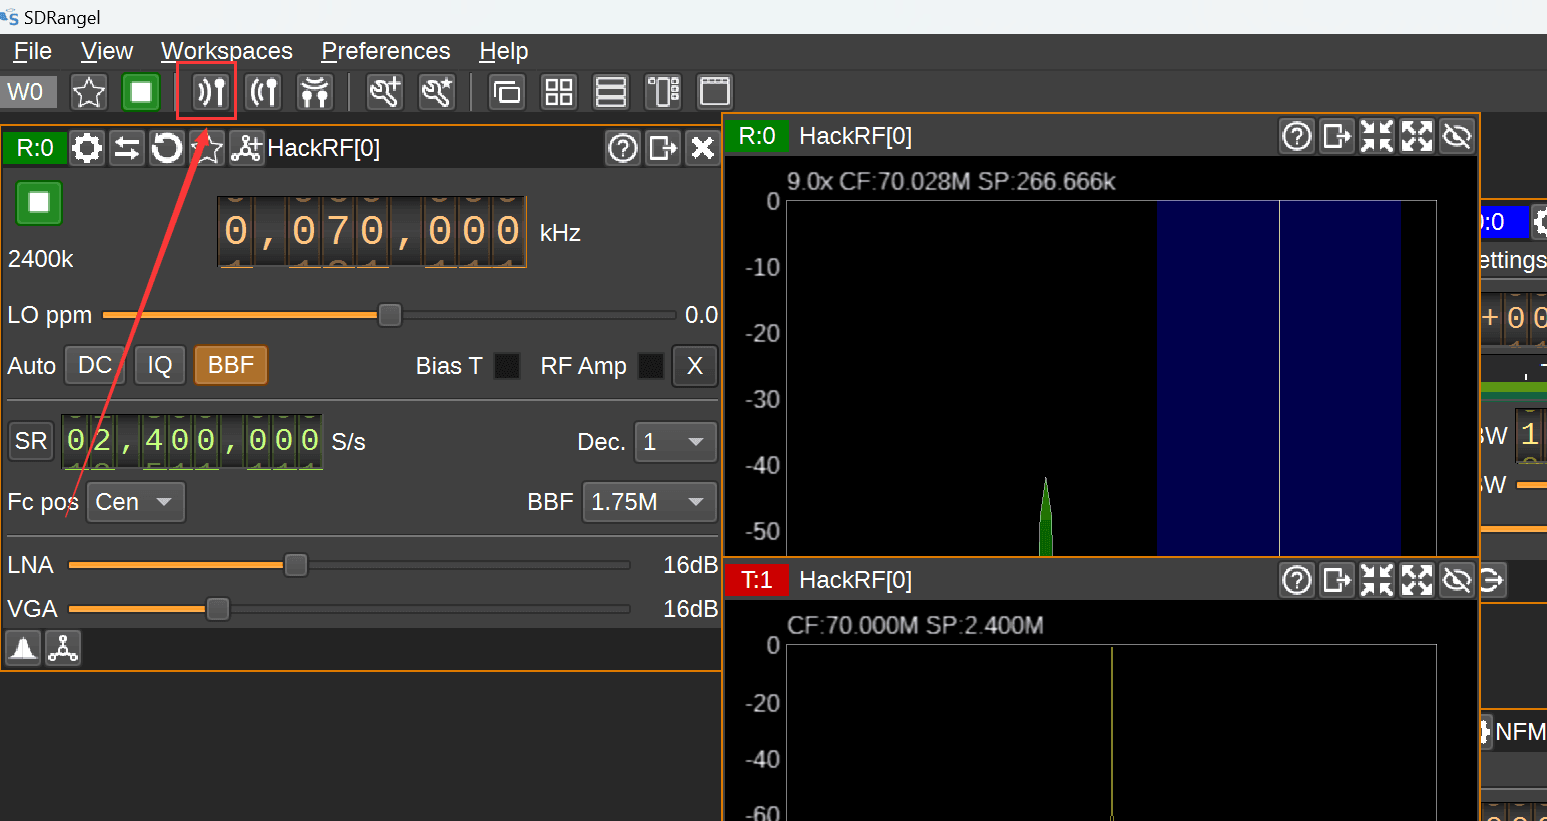 SDRangel
File View Workspaces Preferences Help
W0
R:0 HackRF[0]
0,070,000 kHz
2400k
LO ppm 0.0
Auto DC IQ BBF Bias T RF Amp X
SR 02,400,000 S/s Dec. 1
Fc pos Cen BBF 1.75M
LNA 16dB
VGA 16dB
R:0 HackRF[0]
9.0x CF:70.028M SP:266.666k
0
-10
-20
-30
-40
-50
T:1 HackRF[0]
CF:70.000M SP:2.400M
0
-20
-40
-60
:0
ettings
+00
W 1
W
NFM